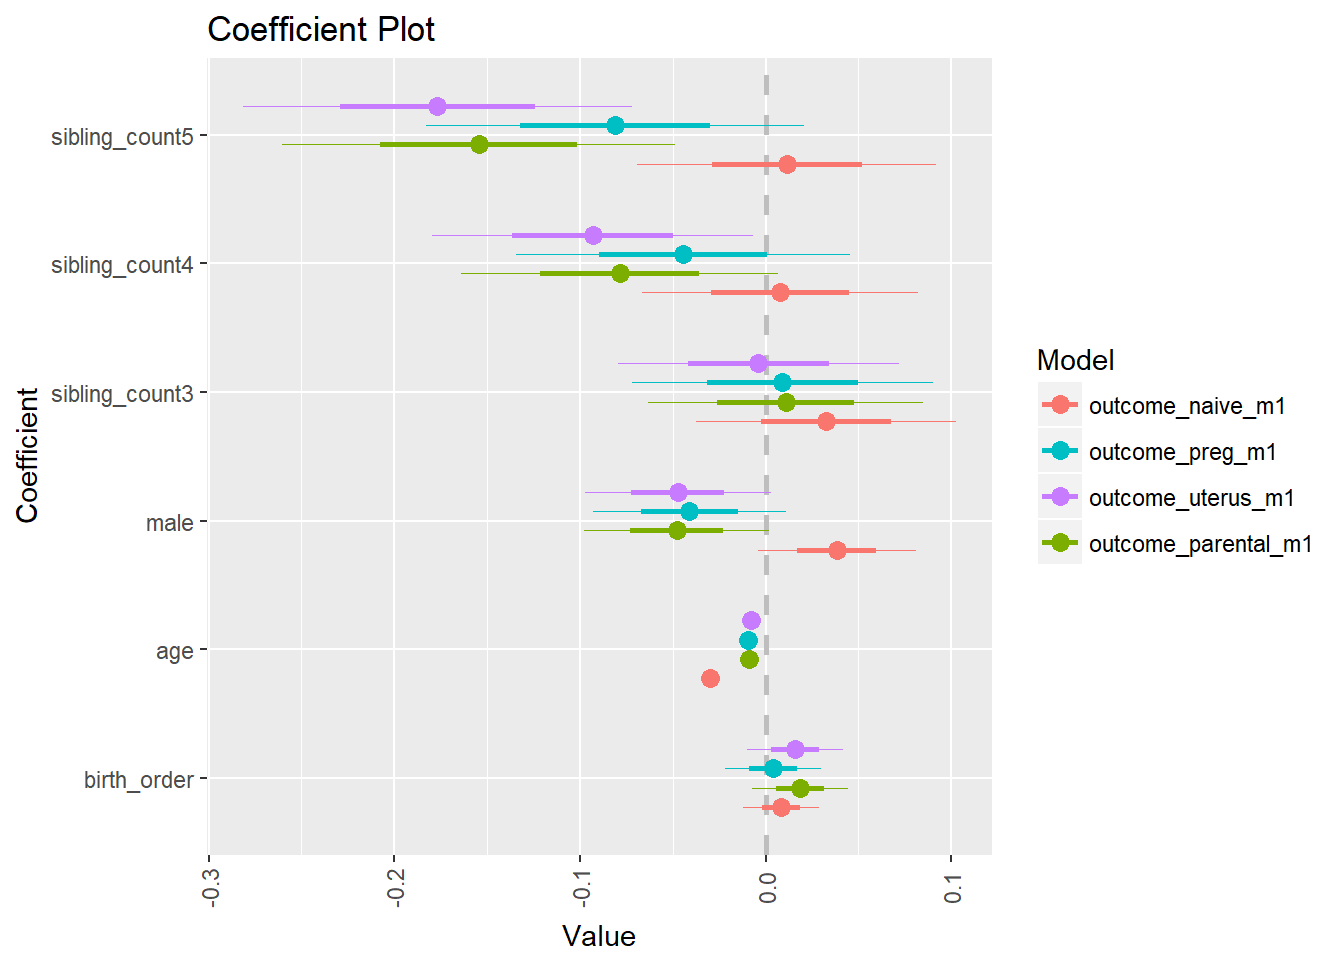 Coefficient Plot
Coefficient
sibling_count5
sibling_count4
sibling_count3
male
age
birth_order
-0.3
-0.2
-0.1
0.0
0.1
Value
Model
outcome_naive_m1
outcome_preg_m1
outcome_uterus_m1
outcome_parental_m1